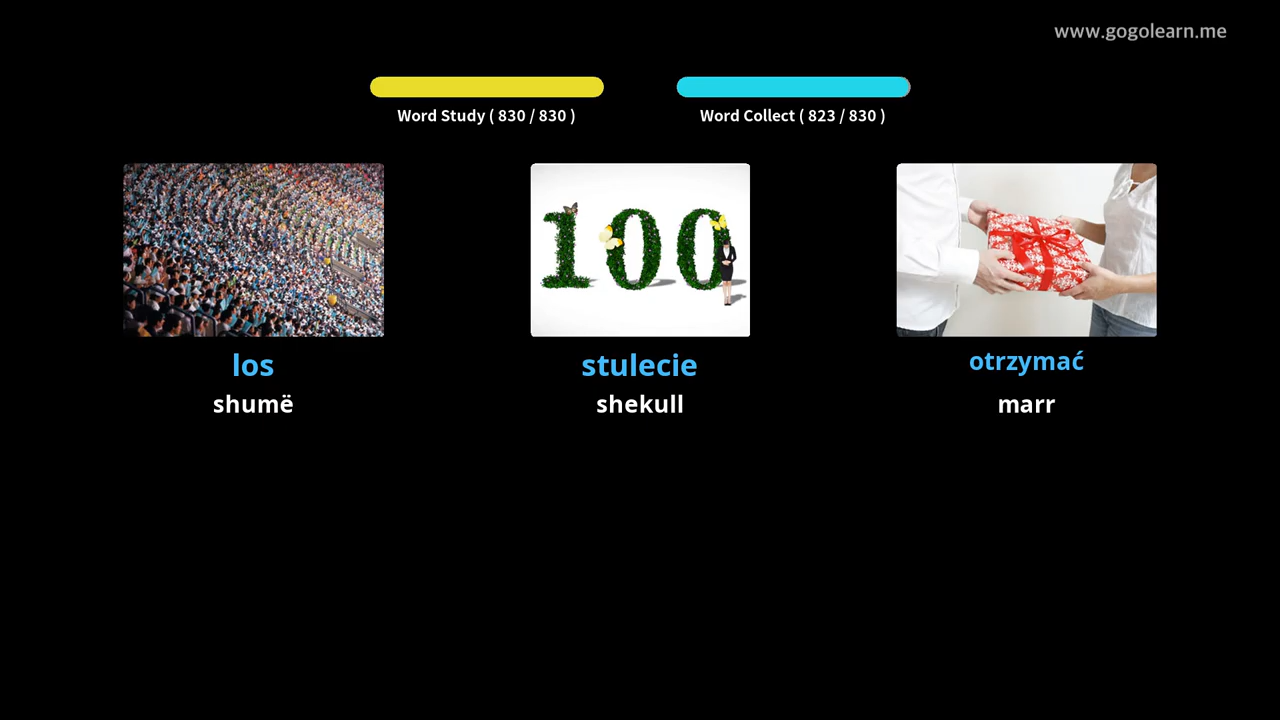 www.gogolearn.me
Word Study ( 830 / 830 )
Word Collect ( 823 / 830 )
100
los
stulecie
otrzymać
shumë
shekull
marr